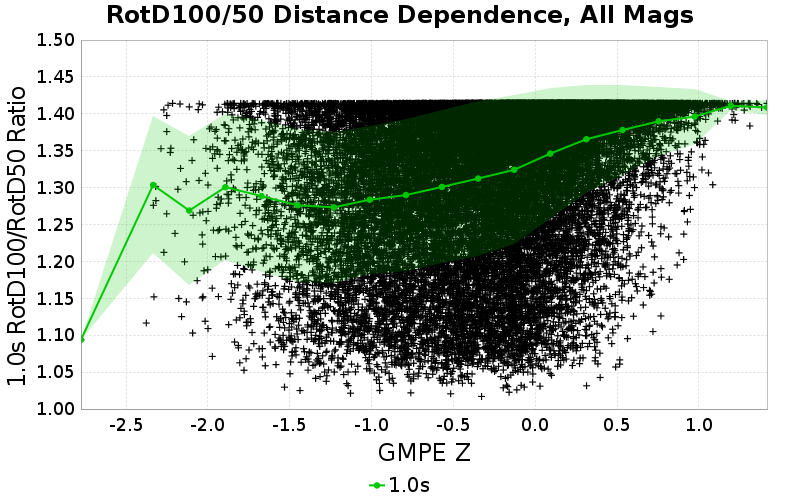 RotD100/50 Distance Dependence, All Mags
1.0s RotD100/RotD50 Ratio
1.50
1.45
1.40
1.35
1.30
1.25
1.20
1.15
1.10
1.05
1.00
-2.5 -2.0 -1.5 -1.0 -0.5 0.0 0.5 1.0
GMPE Z
1.0s